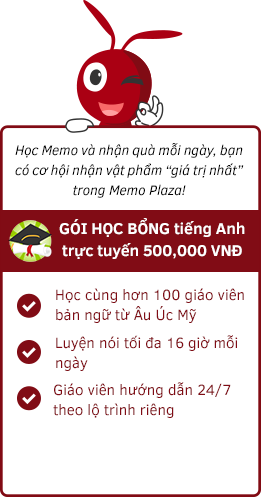 Học Memo và nhận quà mỗi ngày, bạn
có cơ hội nhận vật phẩm “giá trị nhất”
trong Memo Plaza!
GÓI HỌC BỔNG tiếng Anh
trực tuyến 500,000 VNĐ
Học cùng hơn 100 giáo viên
bản ngữ từ Âu Úc Mỹ
Luyện nói tối đa 16 giờ mỗi
ngày
Giáo viên hướng dẫn 24/7
theo lộ trình riêng